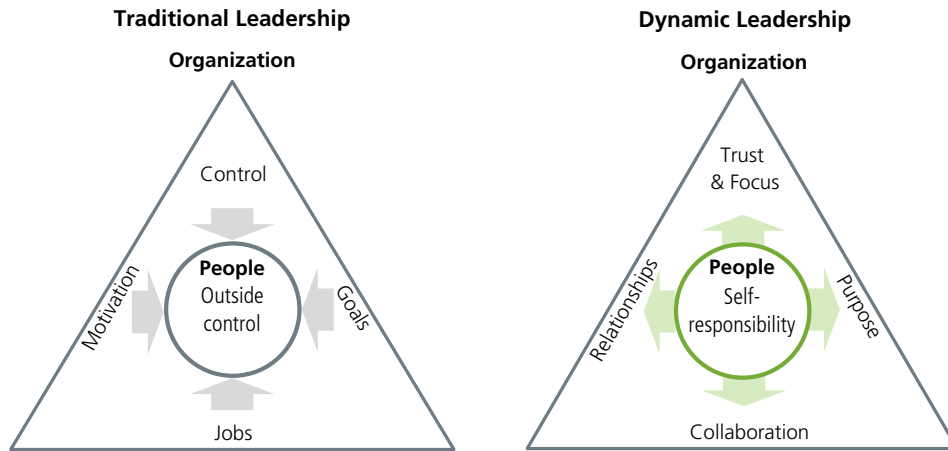 Traditional Leadership
Organization
Control
Motivation
People
Outside
control
Goals
Jobs
Dynamic Leadership
Organization
Trust
& Focus
Relationships
People
Self-
responsibility
Purpose
Collaboration